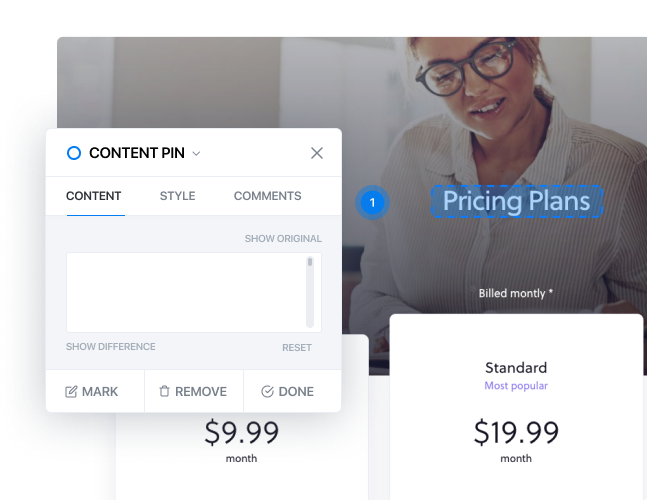 CONTENT PIN
CONTENT
STYLE
COMMENTS
SHOW ORIGINAL
SHOW DIFFERENCE
RESET
MARK
REMOVE
DONE
1
Pricing Plans
Billed montly *
$9.99
month
Standard
Most popular
$19.99
month